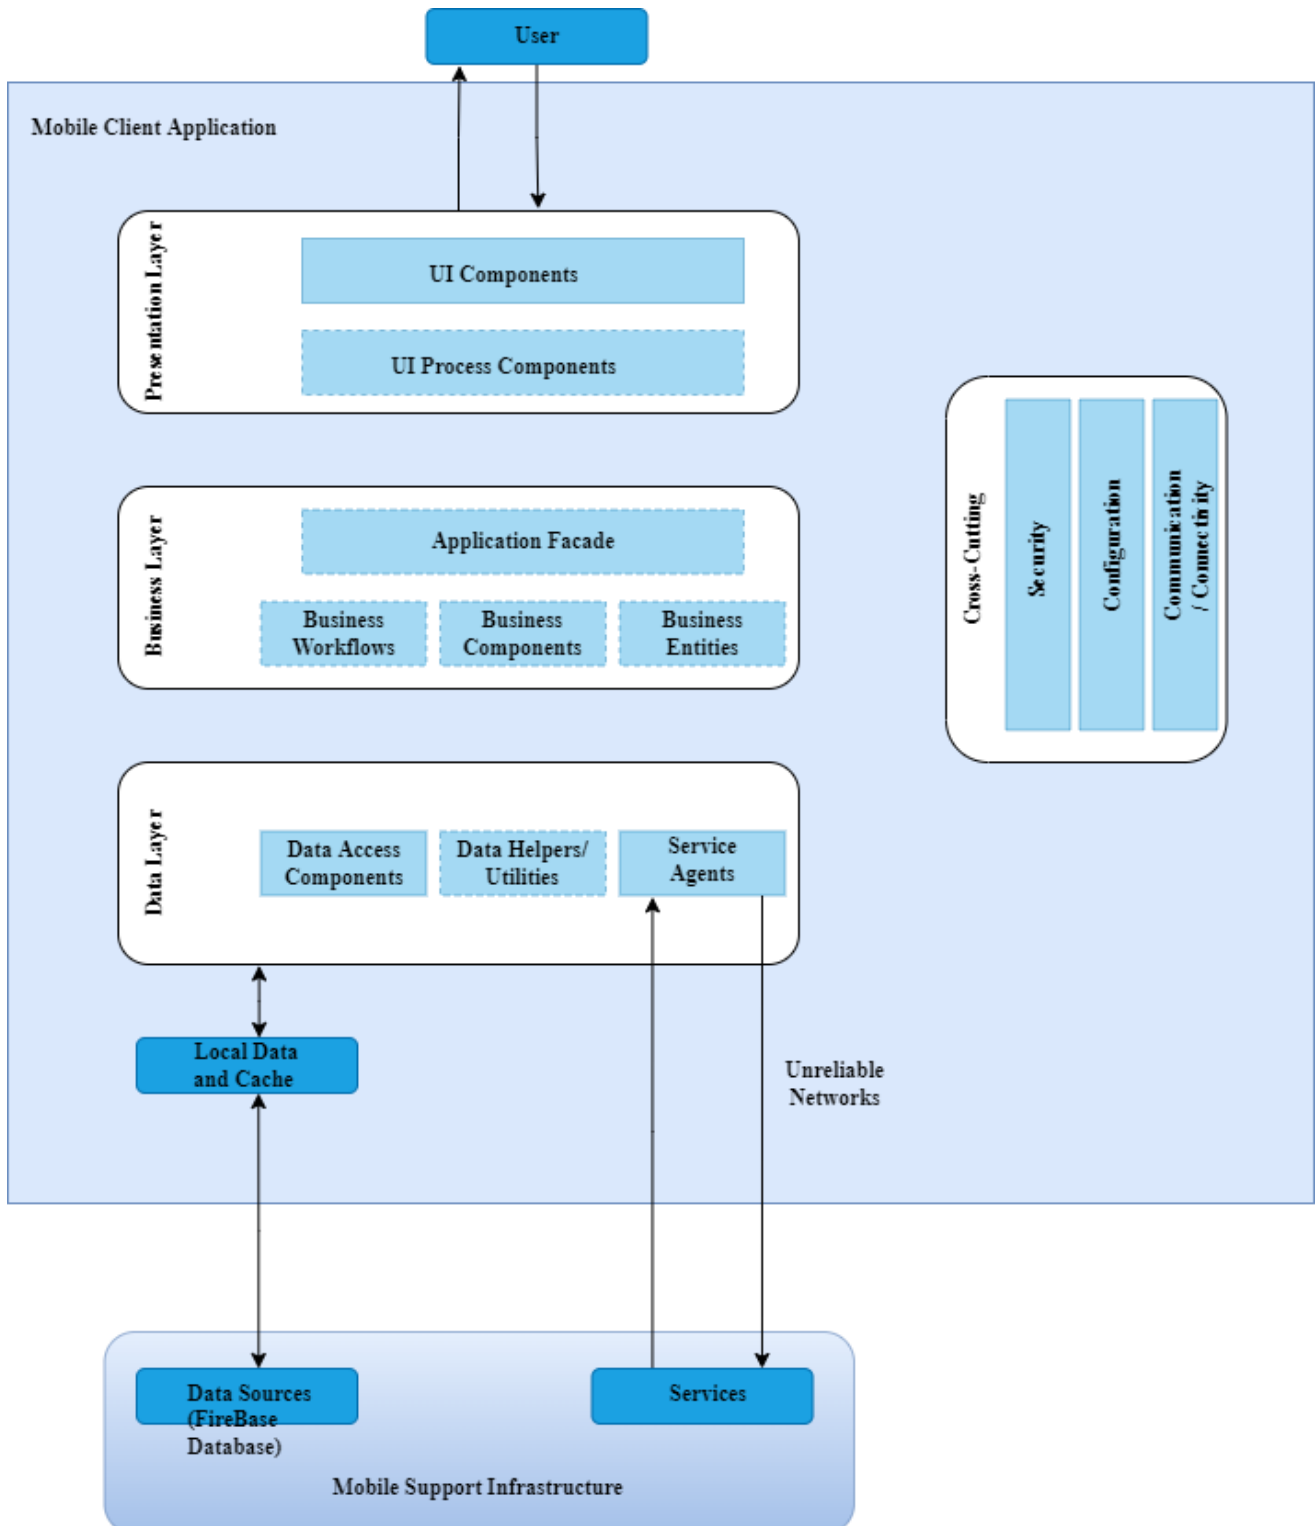 User
Mobile Client Application
Presentation Layer
UI Components
UI Process Components
Business Layer
Application Facade
Business
Workflows
Business
Components
Business
Entities
Cross-Cutting
Security
Configuration
Communication
/ Connectivity
Data Layer
Data Access
Components
Data Helpers/
Utilities
Service
Agents
Local Data
and Cache
Unreliable
Networks
Data Sources
(FireBase
Database)
Services
Mobile Support Infrastructure